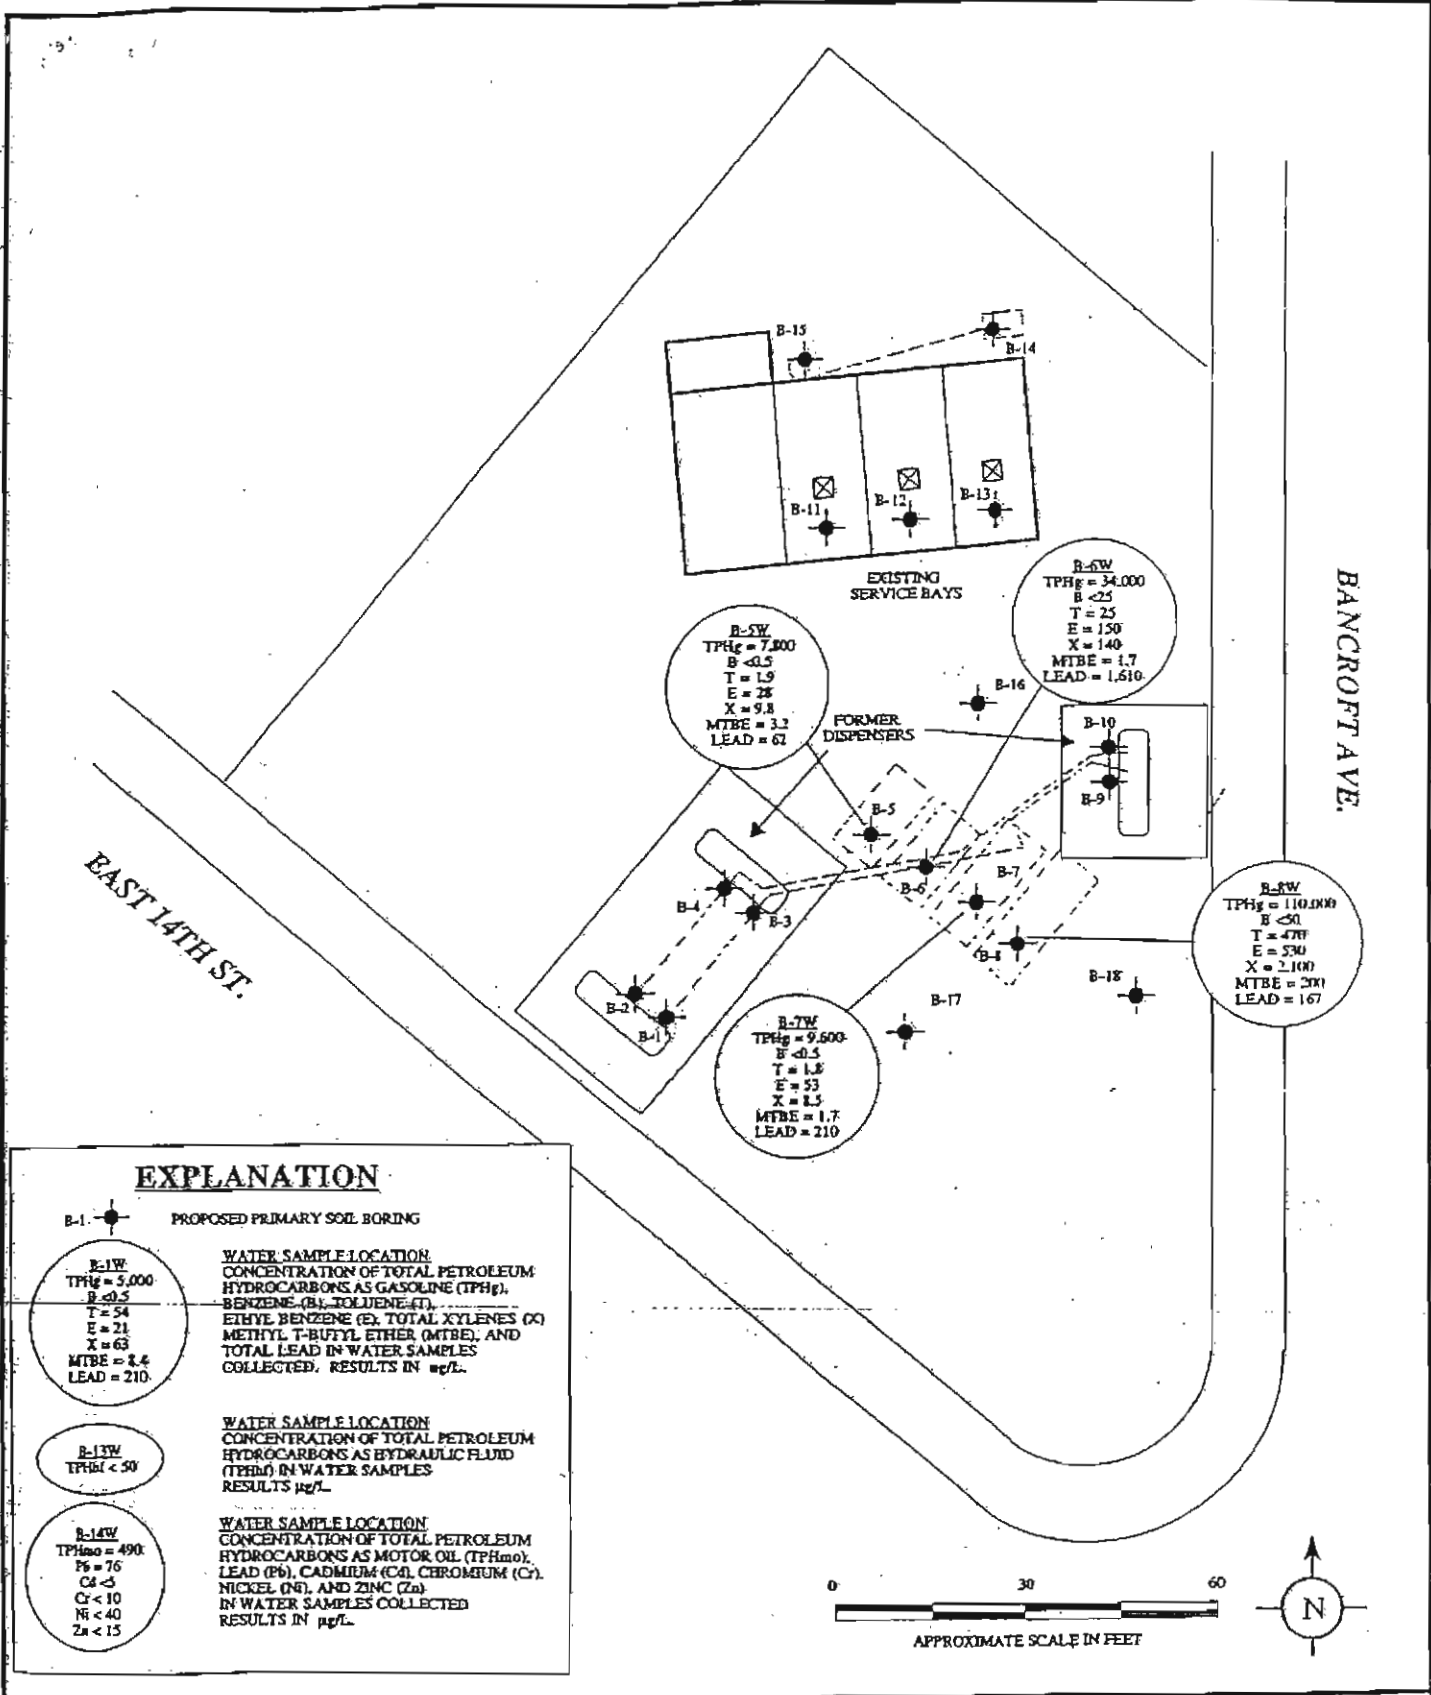 B-15
B-14
B-11
B-12
B-13
EXISTING
SERVICE BAYS
B-6W
TPHg = 34,000
B <25
T = 25
E = 150
X = 140
MTBE = 1.7
LEAD = 1,610
B-5W
TPHg = 7,800
B <0.5
T = 1.9
E = 28
X = 9.8
MTBE = 3.2
LEAD = 62
B-16
FORMER
DISPENSERS
B-10
B-9
B-5
B-6
B-7
B-8
B-4
B-3
B-2
B-1
B-17
B-18
BANCROFT AVE.
EAST 14TH ST.
B-8W
TPHg = 110,000
B <50
T = 470
E = 530
X = 2,100
MTBE = 200
LEAD = 167
B-7W
TPHg = 9,600
B <0.5
T = 1.8
E = 53
X = 8.5
MTBE = 1.7
LEAD = 210
EXPLANATION
B-1
PROPOSED PRIMARY SOIL BORING
B-1W
TPHg = 5,000
B <0.5
T = 54
E = 21
X = 63
MTBE = 8.4
LEAD = 210
WATER SAMPLE LOCATION
CONCENTRATION OF TOTAL PETROLEUM
HYDROCARBONS AS GASOLINE (TPHg),
BENZENE (B), TOLUENE (T),
ETHYL BENZENE (E), TOTAL XYLENES (X)
METHYL T-BUTYL ETHER (MTBE), AND
TOTAL LEAD IN WATER SAMPLES
COLLECTED. RESULTS IN ug/L.
B-13W
TPHhf < 50
WATER SAMPLE LOCATION
CONCENTRATION OF TOTAL PETROLEUM
HYDROCARBONS AS HYDRAULIC FLUID
(TPHhf) IN WATER SAMPLES
RESULTS µg/L
B-14W
TPHmo = 490
Pb = 76
Cd <5
Cr < 10
Ni < 40
Zn < 15
WATER SAMPLE LOCATION
CONCENTRATION OF TOTAL PETROLEUM
HYDROCARBONS AS MOTOR OIL (TPHmo),
LEAD (Pb), CADMIUM (Cd), CHROMIUM (Cr),
NICKEL (Ni), AND ZINC (Zn)
IN WATER SAMPLES COLLECTED
RESULTS IN µg/L
0 30 60
APPROXIMATE SCALE IN FEET
N